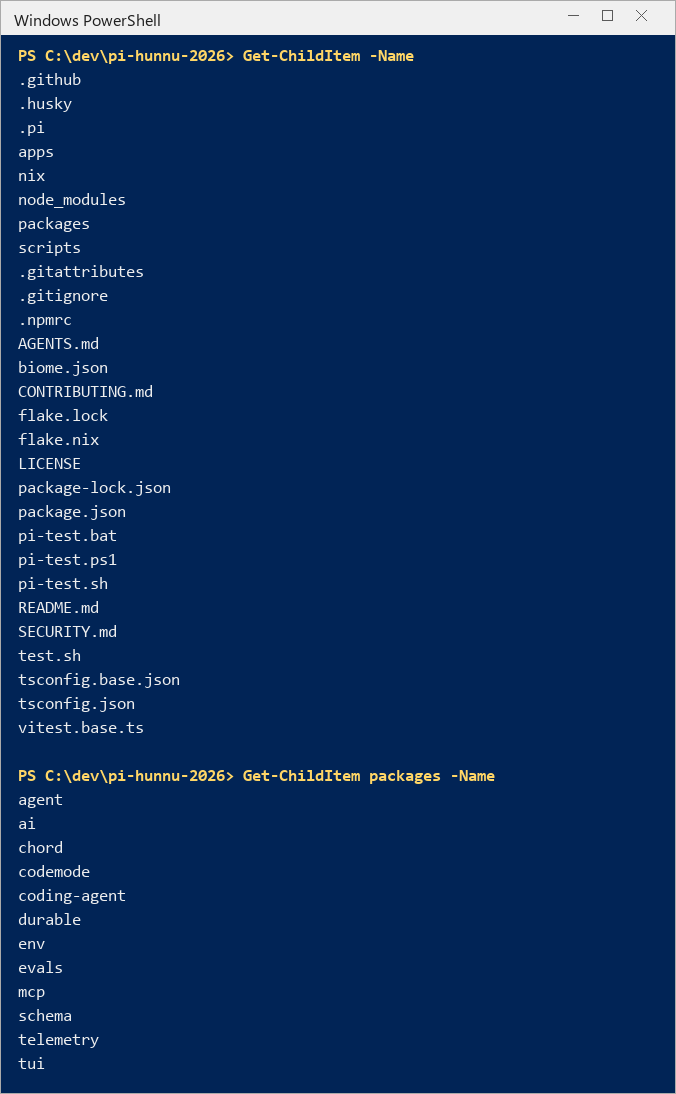 Windows PowerShell
PS C:\dev\pi-hunnu-2026> Get-ChildItem -Name
.github
.husky
.pi
apps
nix
node_modules
packages
scripts
.gitattributes
.gitignore
.npmrc
AGENTS.md
biome.json
CONTRIBUTING.md
flake.lock
flake.nix
LICENSE
package-lock.json
package.json
pi-test.bat
pi-test.ps1
pi-test.sh
README.md
SECURITY.md
test.sh
tsconfig.base.json
tsconfig.json
vitest.base.ts
PS C:\dev\pi-hunnu-2026> Get-ChildItem packages -Name
agent
ai
chord
codemode
coding-agent
durable
env
evals
mcp
schema
telemetry
tui